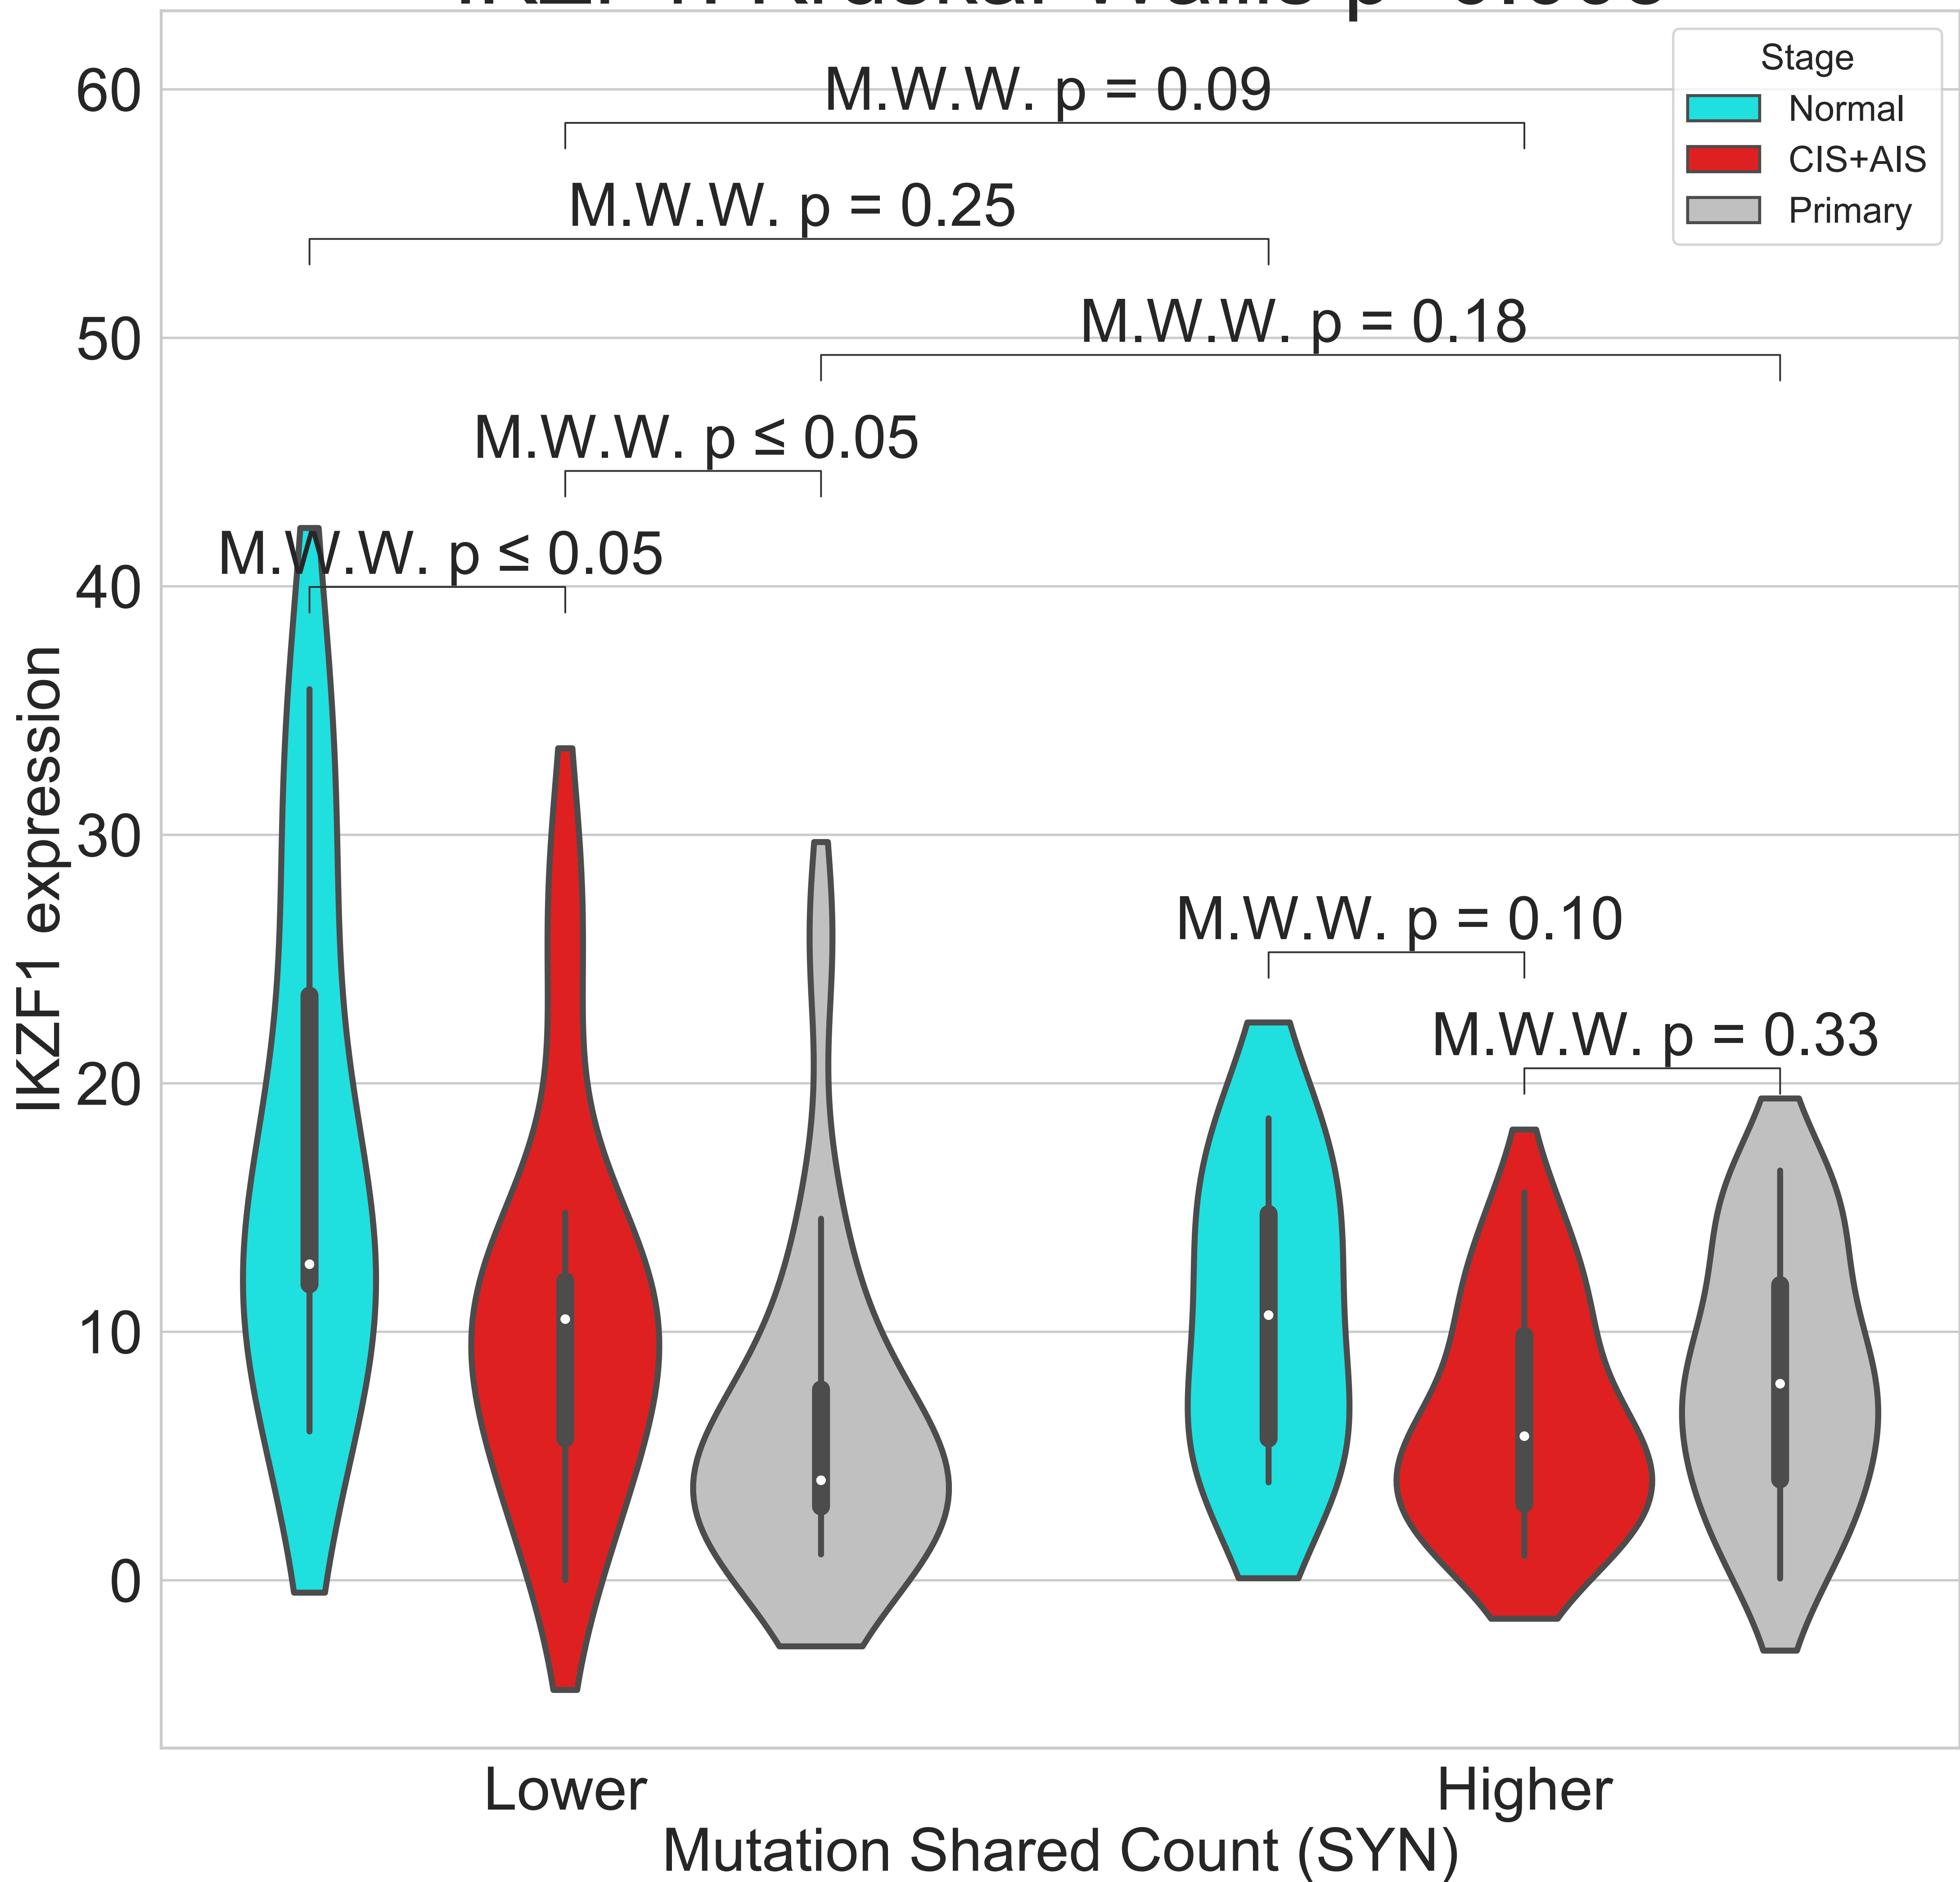 Stage
Normal
CIS+AIS
Primary
M.W.W. p = 0.09
M.W.W. p = 0.25
M.W.W. p = 0.18
M.W.W. p ≤ 0.05
M.W.W. p ≤ 0.05
M.W.W. p = 0.10
M.W.W. p = 0.33
60
50
40
30
20
10
0
IKZF1 expression
Lower
Higher
Mutation Shared Count (SYN)